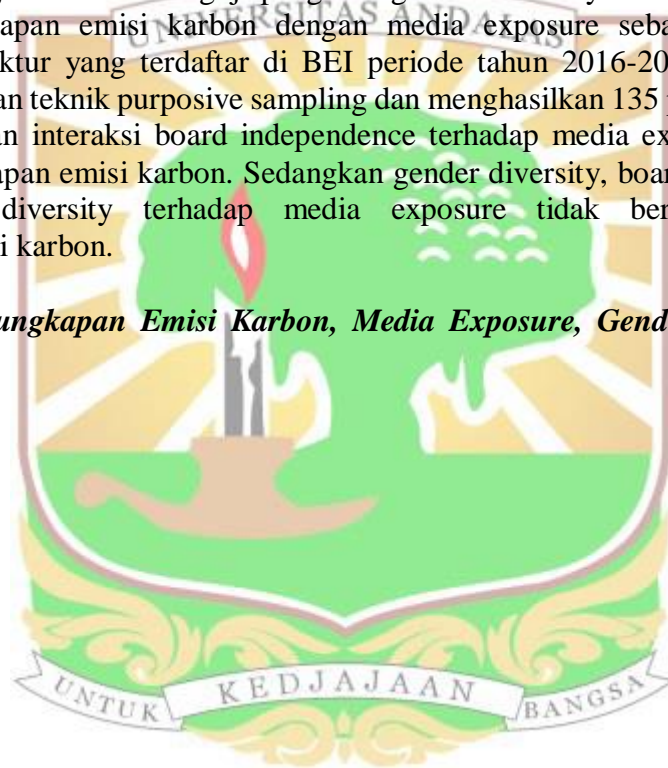 UNIVERSITAS ANDALAS
apan emisi karbon dengan media exposure seba
ktur yang terdaftar di BEI periode tahun 2016-20
an teknik purposive sampling dan menghasilkan 135 p
n interaksi board independence terhadap media ex
apan emisi karbon. Sedangkan gender diversity, boar
diversity terhadap media exposure tidak ber
i karbon.
ungkapan Emisi Karbon, Media Exposure, Gend
UNTUK KEDJAJAAN BANGSA